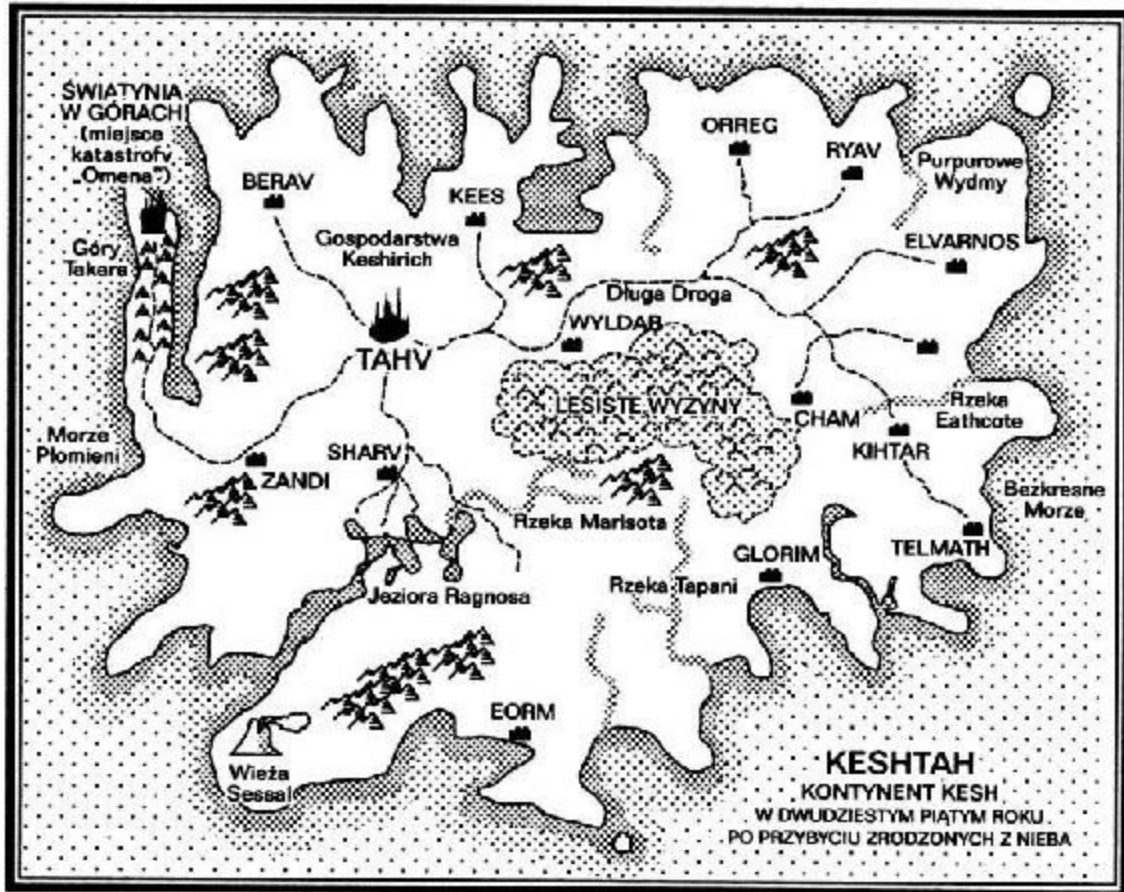 ŚWIATYNIA
W GÓRACH
(miejsce
katastrofy
„Omena”)
BERAV
KEES
ORREG
RYAV
Purpurowe
Wydmy
Góry
Takara
Gospodarstwa
Keshirich
ELVARNOS
Długa Droga
WYLDAB
TAHV
LESISTE WYŻYNY
CHAM
Rzeka
Eathcote
KIHTAR
Morze
Płomieni
SHARV
ZANDI
Rzeka Marisota
Bezkresne
Morze
TELMATH
GLORIM
Jeziora Ragnosa
Rzeka Tapani
EORM
Wieża
Sessal
KESHTAH
KONTYNENT KESH
W DWUDZIESTYM PIĄTYM ROKU
PO PRZYBYCIU ZRODZONYCH Z NIEBA